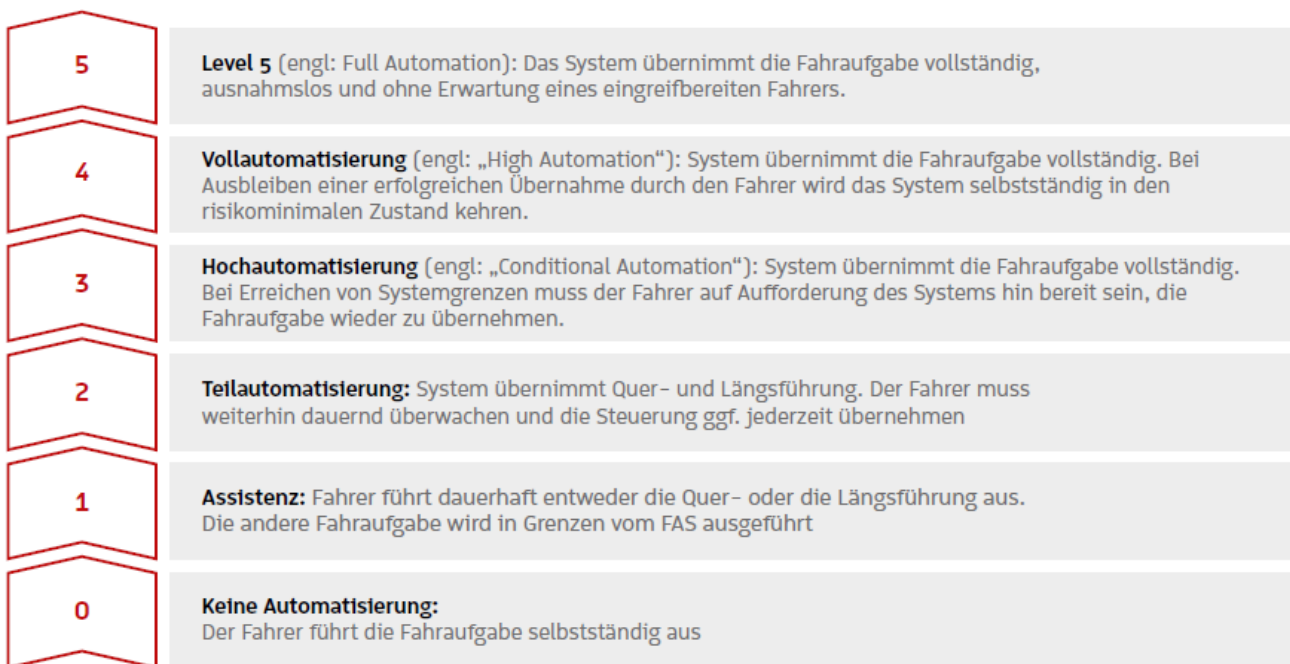 5
Level 5 (engl: Full Automation): Das System übernimmt die Fahraufgabe vollständig,
ausnahmslos und ohne Erwartung eines eingreifbereiten Fahrers.
4
Vollautomatisierung (engl: „High Automation“): System übernimmt die Fahraufgabe vollständig. Bei
Ausbleiben einer erfolgreichen Übernahme durch den Fahrer wird das System selbstständig in den
risikominimalen Zustand kehren.
3
Hochautomatisierung (engl: „Conditional Automation“): System übernimmt die Fahraufgabe vollständig.
Bei Erreichen von Systemgrenzen muss der Fahrer auf Aufforderung des Systems hin bereit sein, die
Fahraufgabe wieder zu übernehmen.
2
Teilautomatisierung: System übernimmt Quer- und Längsführung. Der Fahrer muss
weiterhin dauernd überwachen und die Steuerung ggf. jederzeit übernehmen
1
Assistenz: Fahrer führt dauerhaft entweder die Quer- oder die Längsführung aus.
Die andere Fahraufgabe wird in Grenzen vom FAS ausgeführt
0
Keine Automatisierung:
Der Fahrer führt die Fahraufgabe selbstständig aus